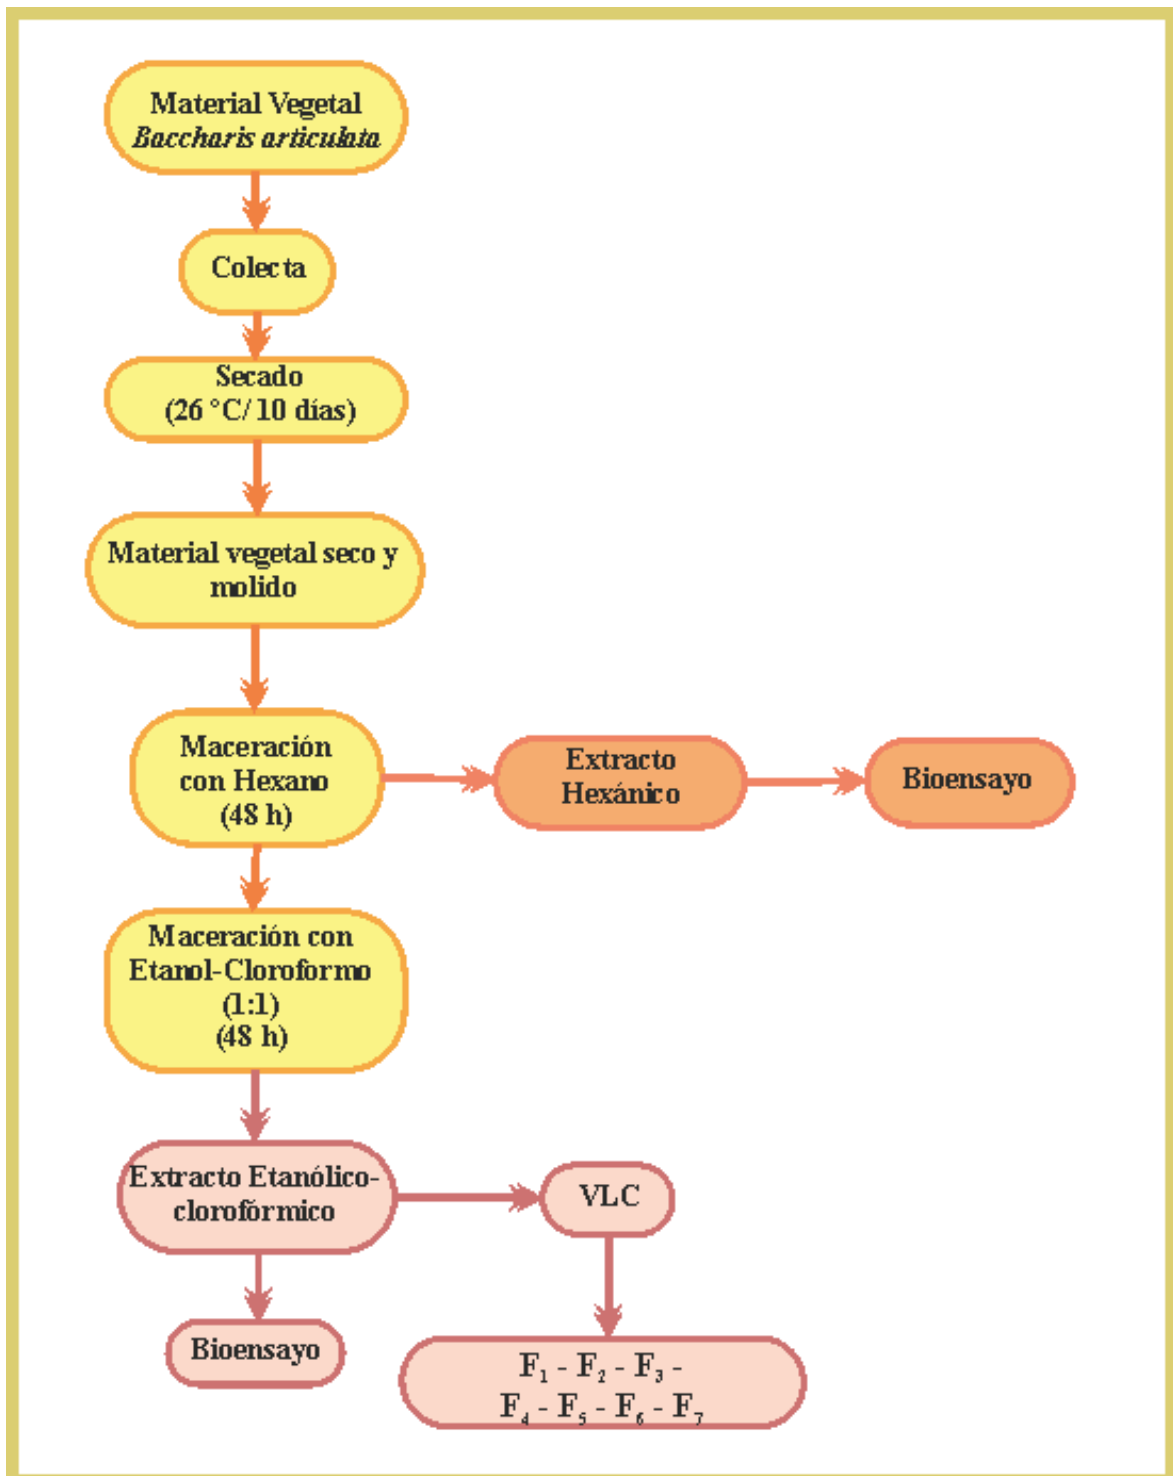 Material Vegetal
Baccharis articulata
Colecta
Secado
(26 °C/ 10 días)
Material vegetal seco y
molido
Maceración
con Hexano
(48 h)
Extracto
Hexánico
Bioensayo
Maceración con
Etanol-Cloroformo
(1:1)
(48 h)
Extracto Etanólico-
clorofórmico
VLC
Bioensayo
F₁ - F₂ - F₃ -
F₄ - F₅ - F₆ - F₇